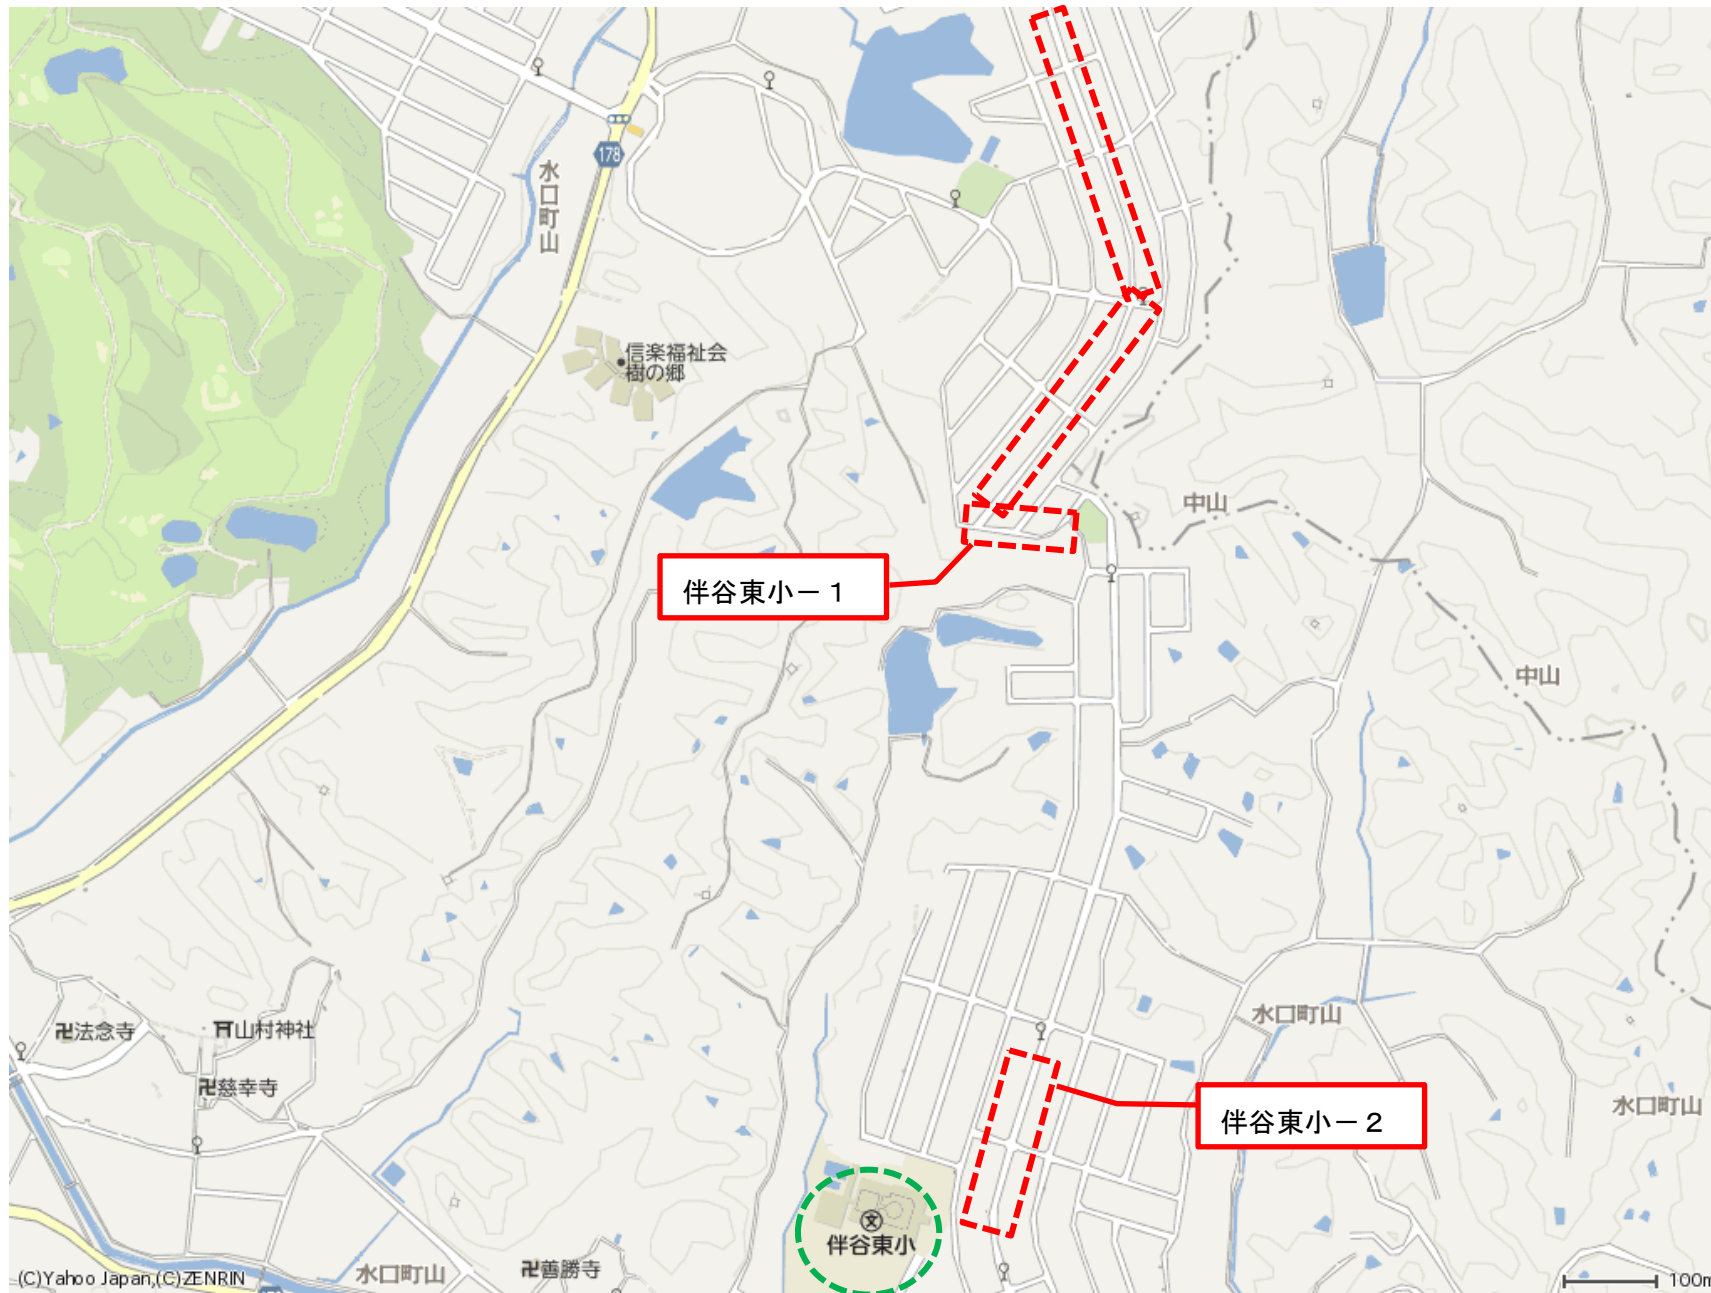 178
水口町山
信楽福祉会
樹の郷
中山
伴谷東小－１
中山
水口町山
卍法念寺
山村神社
卍慈幸寺
伴谷東小－２
水口町山
文
伴谷東小
卍善勝寺
水口町山
(C)Yahoo Japan,(C)ZENRIN
100m